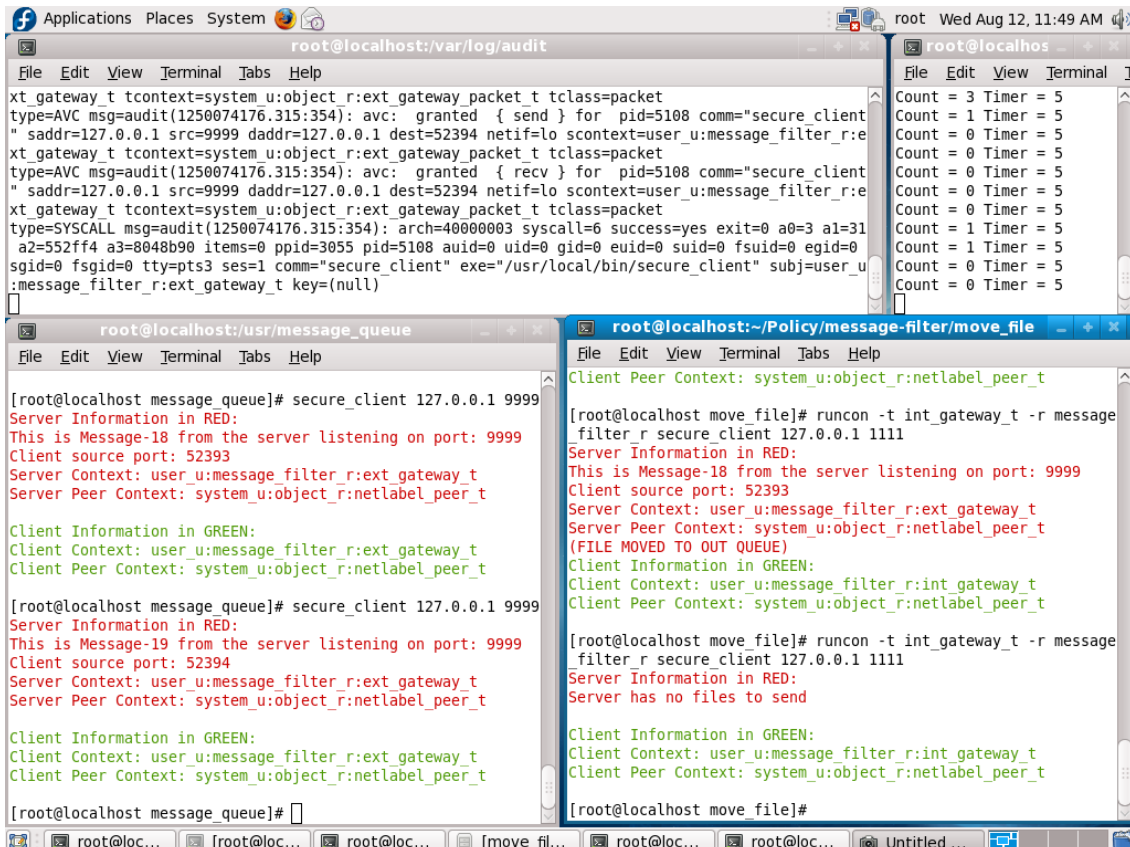 Applications Places System root Wed Aug 12, 11:49 AM
root@localhost:/var/log/audit
File Edit View Terminal Tabs Help
xt_gateway_t tcontext=system_u:object_r:ext_gateway_packet_t tclass=packet
type=AVC msg=audit(1250074176.315:354): avc:  granted  { send } for  pid=5108 comm="secure_client
" saddr=127.0.0.1 src=9999 daddr=127.0.0.1 dest=52394 netif=lo scontext=user_u:message_filter_r:e
xt_gateway_t tcontext=system_u:object_r:ext_gateway_packet_t tclass=packet
type=AVC msg=audit(1250074176.315:354): avc:  granted  { recv } for  pid=5108 comm="secure_client
" saddr=127.0.0.1 src=9999 daddr=127.0.0.1 dest=52394 netif=lo scontext=user_u:message_filter_r:e
xt_gateway_t tcontext=system_u:object_r:ext_gateway_packet_t tclass=packet
type=SYSCALL msg=audit(1250074176.315:354): arch=40000003 syscall=6 success=yes exit=0 a0=3 a1=31
a2=552ff4 a3=8048b90 items=0 ppid=3055 pid=5108 auid=0 uid=0 gid=0 euid=0 suid=0 fsuid=0 egid=0
sgid=0 fsgid=0 tty=pts3 ses=1 comm="secure_client" exe="/usr/local/bin/secure_client" subj=user_u
:message_filter_r:ext_gateway_t key=(null)
root@localhos
File Edit View Terminal T
Count = 3 Timer = 5
Count = 1 Timer = 5
Count = 0 Timer = 5
Count = 0 Timer = 5
Count = 0 Timer = 5
Count = 0 Timer = 5
Count = 0 Timer = 5
Count = 1 Timer = 5
Count = 1 Timer = 5
Count = 0 Timer = 5
Count = 0 Timer = 5
root@localhost:/usr/message_queue
File Edit View Terminal Tabs Help
[root@localhost message_queue]# secure_client 127.0.0.1 9999
Server Information in RED:
This is Message-18 from the server listening on port: 9999
Client source port: 52393
Server Context: user_u:message_filter_r:ext_gateway_t
Server Peer Context: system_u:object_r:netlabel_peer_t
Client Information in GREEN:
Client Context: user_u:message_filter_r:ext_gateway_t
Client Peer Context: system_u:object_r:netlabel_peer_t
[root@localhost message_queue]# secure_client 127.0.0.1 9999
Server Information in RED:
This is Message-19 from the server listening on port: 9999
Client source port: 52394
Server Context: user_u:message_filter_r:ext_gateway_t
Server Peer Context: system_u:object_r:netlabel_peer_t
Client Information in GREEN:
Client Context: user_u:message_filter_r:ext_gateway_t
Client Peer Context: system_u:object_r:netlabel_peer_t
[root@localhost message_queue]#
root@localhost:~/Policy/message-filter/move_file
File Edit View Terminal Tabs Help
Client Peer Context: system_u:object_r:netlabel_peer_t
[root@localhost move_file]# runcon -t int_gateway_t -r message
_filter_r secure_client 127.0.0.1 1111
Server Information in RED:
This is Message-18 from the server listening on port: 9999
Client source port: 52393
Server Context: user_u:message_filter_r:ext_gateway_t
Server Peer Context: system_u:object_r:netlabel_peer_t
(FILE MOVED TO OUT QUEUE)
Client Information in GREEN:
Client Context: user_u:message_filter_r:int_gateway_t
Client Peer Context: system_u:object_r:netlabel_peer_t
[root@localhost move_file]# runcon -t int_gateway_t -r message
_filter_r secure_client 127.0.0.1 1111
Server Information in RED:
Server has no files to send
Client Information in GREEN:
Client Context: user_u:message_filter_r:int_gateway_t
Client Peer Context: system_u:object_r:netlabel_peer_t
[root@localhost move_file]#
root@loc... [root@loc... root@loc... [move_fil... root@loc... root@loc... Untitled ...